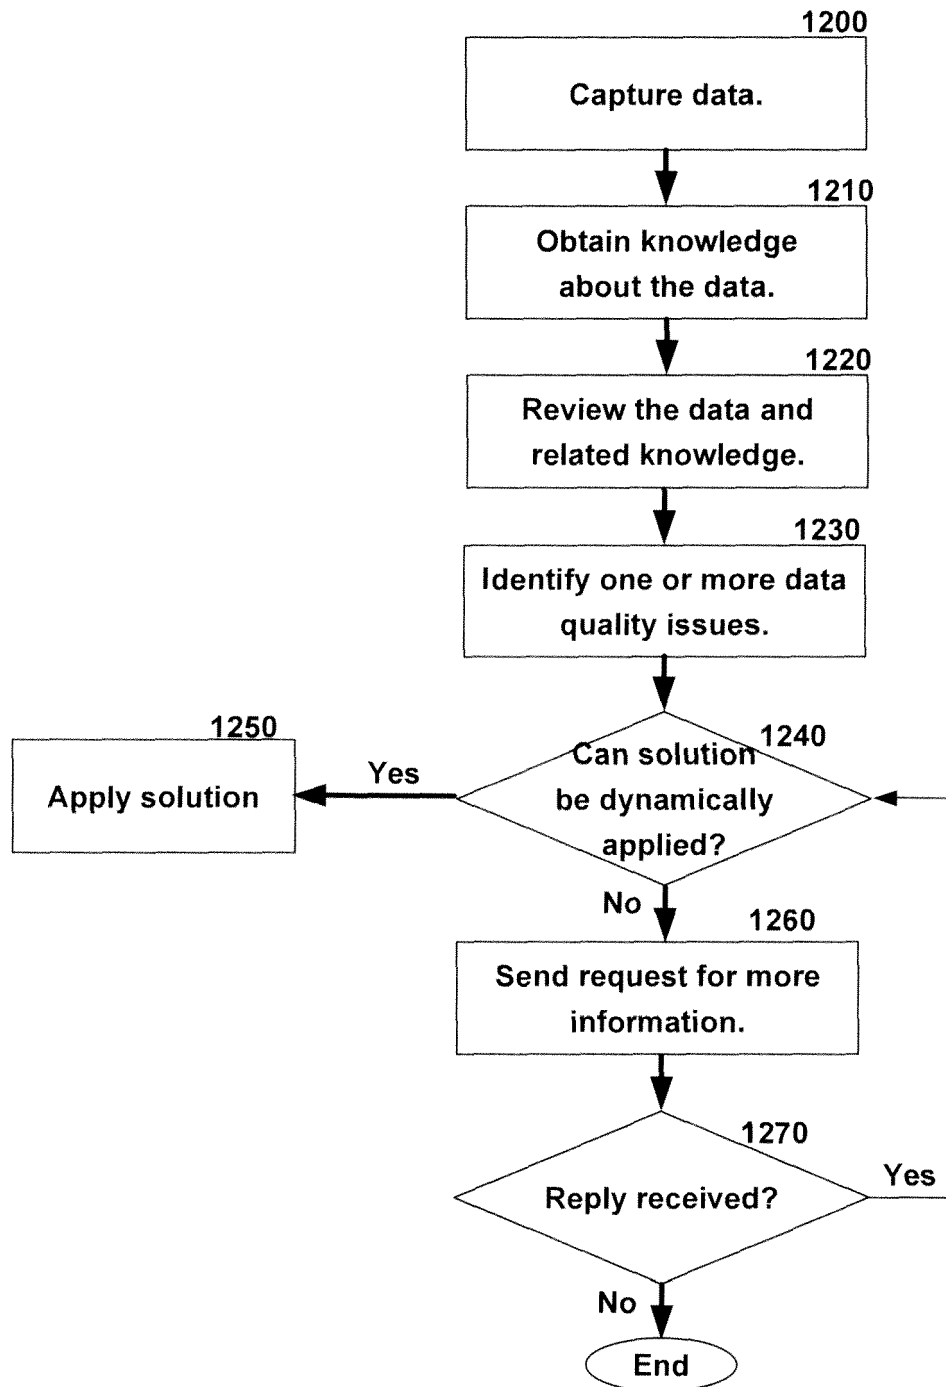 1200
Capture data.
1210
Obtain knowledge
about the data.
1220
Review the data and
related knowledge.
1230
Identify one or more data
quality issues.
1240
Can solution
be dynamically
applied?
Yes
1250
Apply solution
No
1260
Send request for more
information.
1270
Reply received?
Yes
No
End